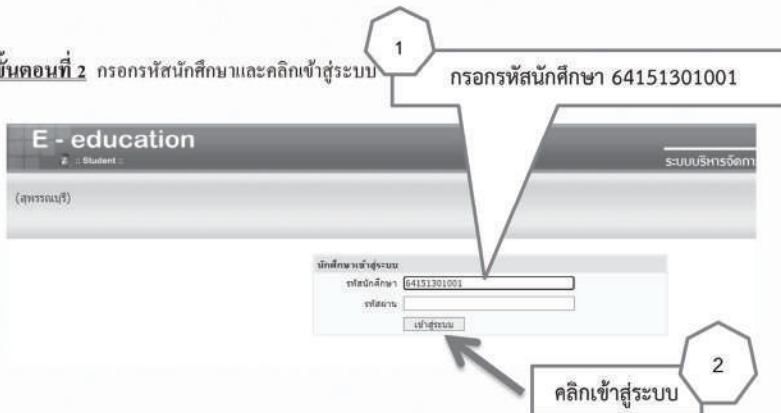 1
ขั้นตอนที่ 2 กรอกรหัสนักศึกษาและคลิกเข้าสู่ระบบ
กรอกรหัสนักศึกษา 64151301001
E - education
:: Student ::
ระบบบริหารจัดกา
(สุพรรณบุรี)
นักศึกษาเข้าสู่ระบบ
รหัสนักศึกษา 64151301001
รหัสผ่าน
เข้าสู่ระบบ
2
คลิกเข้าสู่ระบบ